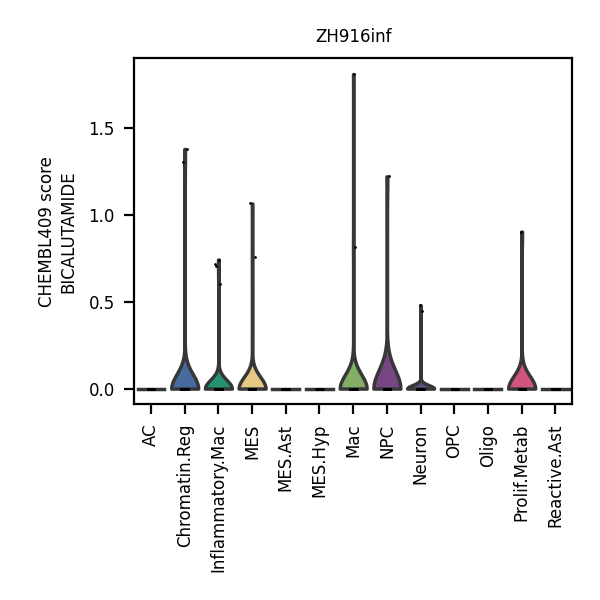 ZH916inf
CHEMBL409 score
BICALUTAMIDE
1.5
1.0
0.5
0.0
AC
Chromatin.Reg
Inflammatory.Mac
MES
MES.Ast
MES.Hyp
Mac
NPC
Neuron
OPC
Oligo
Prolif.Metab
Reactive.Ast